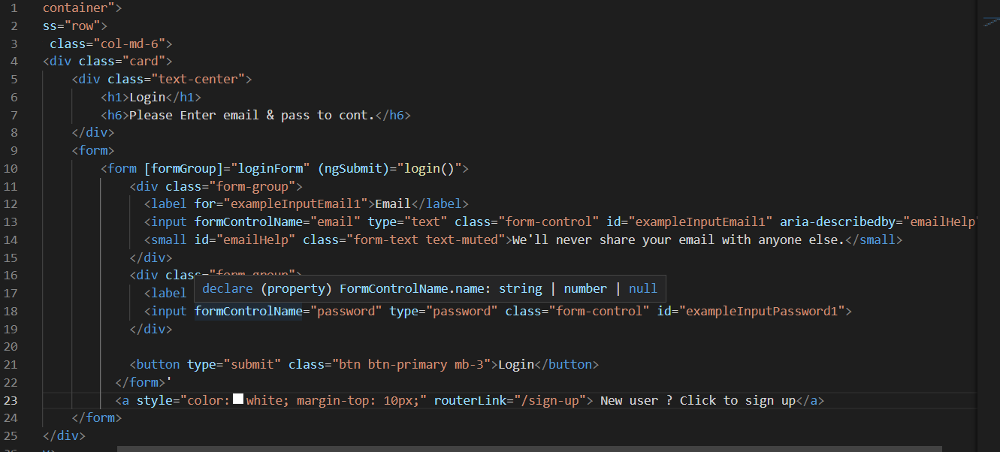 1 container">
2 ss="row">
3 class="col-md-6">
4 <div class="card">
5 <div class="text-center">
6 <h1>Login</h1>
7 <h6>Please Enter email & pass to cont.</h6>
8 </div>
9 <form>
10 <form [formGroup]="loginForm" (ngSubmit)="login()">
11 <div class="form-group">
12 <label for="exampleInputEmail1">Email</label>
13 <input formControlName="email" type="text" class="form-control" id="exampleInputEmail1" aria-describedby="emailHelp"
14 <small id="emailHelp" class="form-text text-muted">We'll never share your email with anyone else.</small>
15 </div>
16 <div class="form-group">
declare (property) FormControlName.name: string | number | null
17 <label
18 <input formControlName="password" type="password" class="form-control" id="exampleInputPassword1">
19 </div>
20
21 <button type="submit" class="btn btn-primary mb-3">Login</button>
22 </form>'
23 <a style="color:white; margin-top: 10px;" routerLink="/sign-up"> New user ? Click to sign up</a>
24 </form>
25 </div>